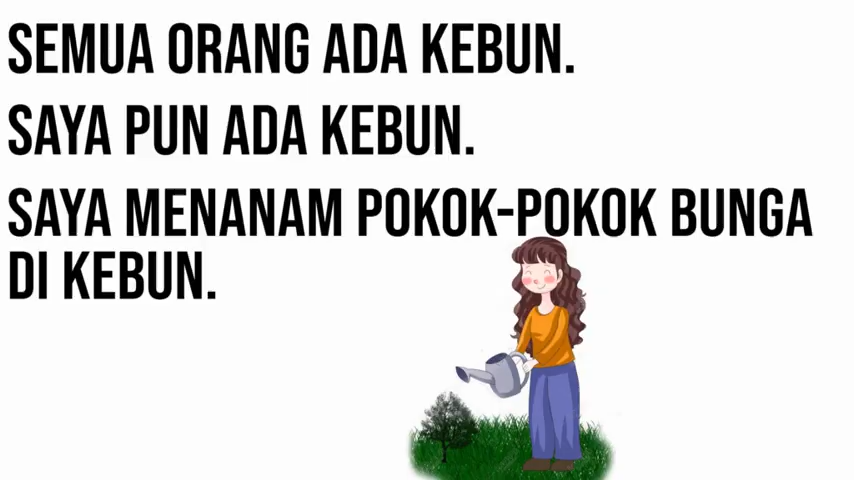 SEMUA ORANG ADA KEBUN.
SAYA PUN ADA KEBUN.
SAYA MENANAM POKOK-POKOK BUNGA
DI KEBUN.